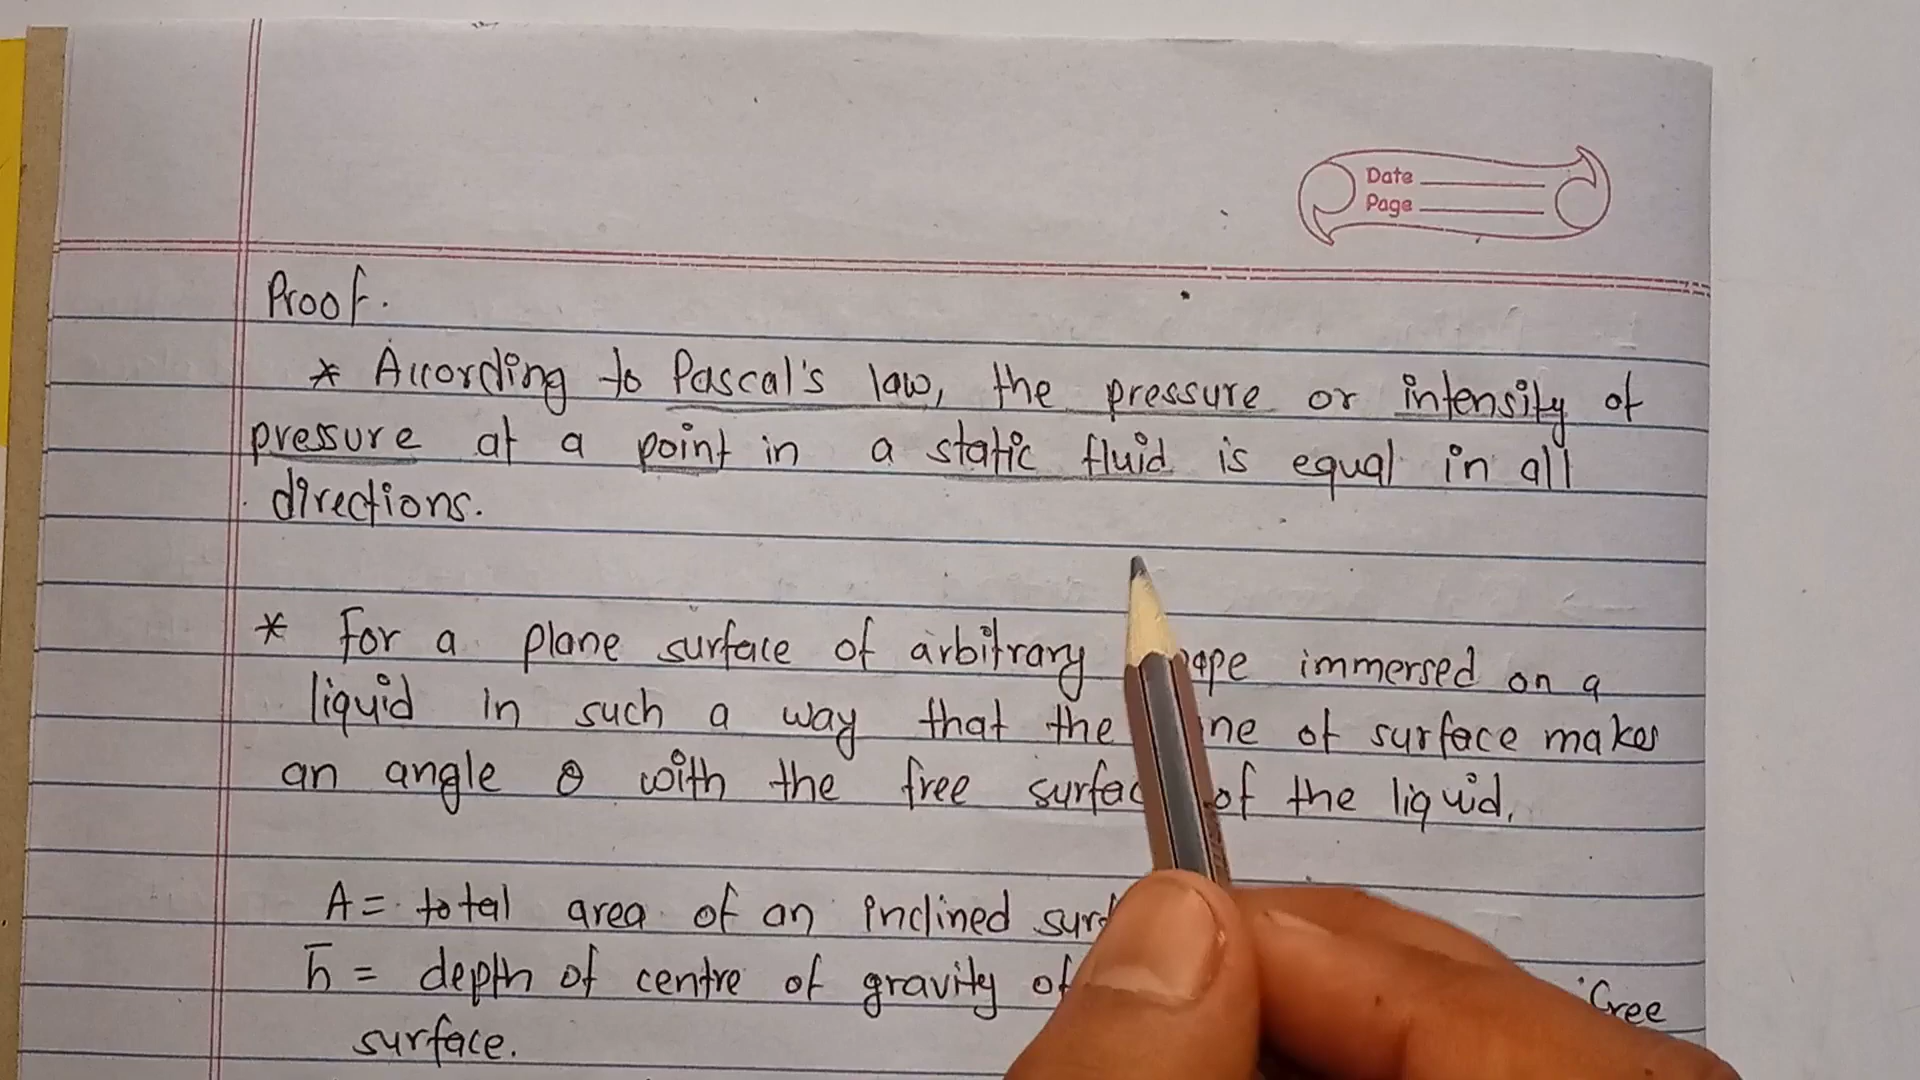 Date
Page
Proof.
* According to Pascal's law, the pressure or intensity of
pressure at a point in a static fluid is equal in all
directions.
* For a plane surface of arbitrary immersed on a
liquid in such a way that the of surface makes
an angle θ with the free of the liquid.
A = total area of an inclined
h̄ = depth of centre of gravity of free
surface.